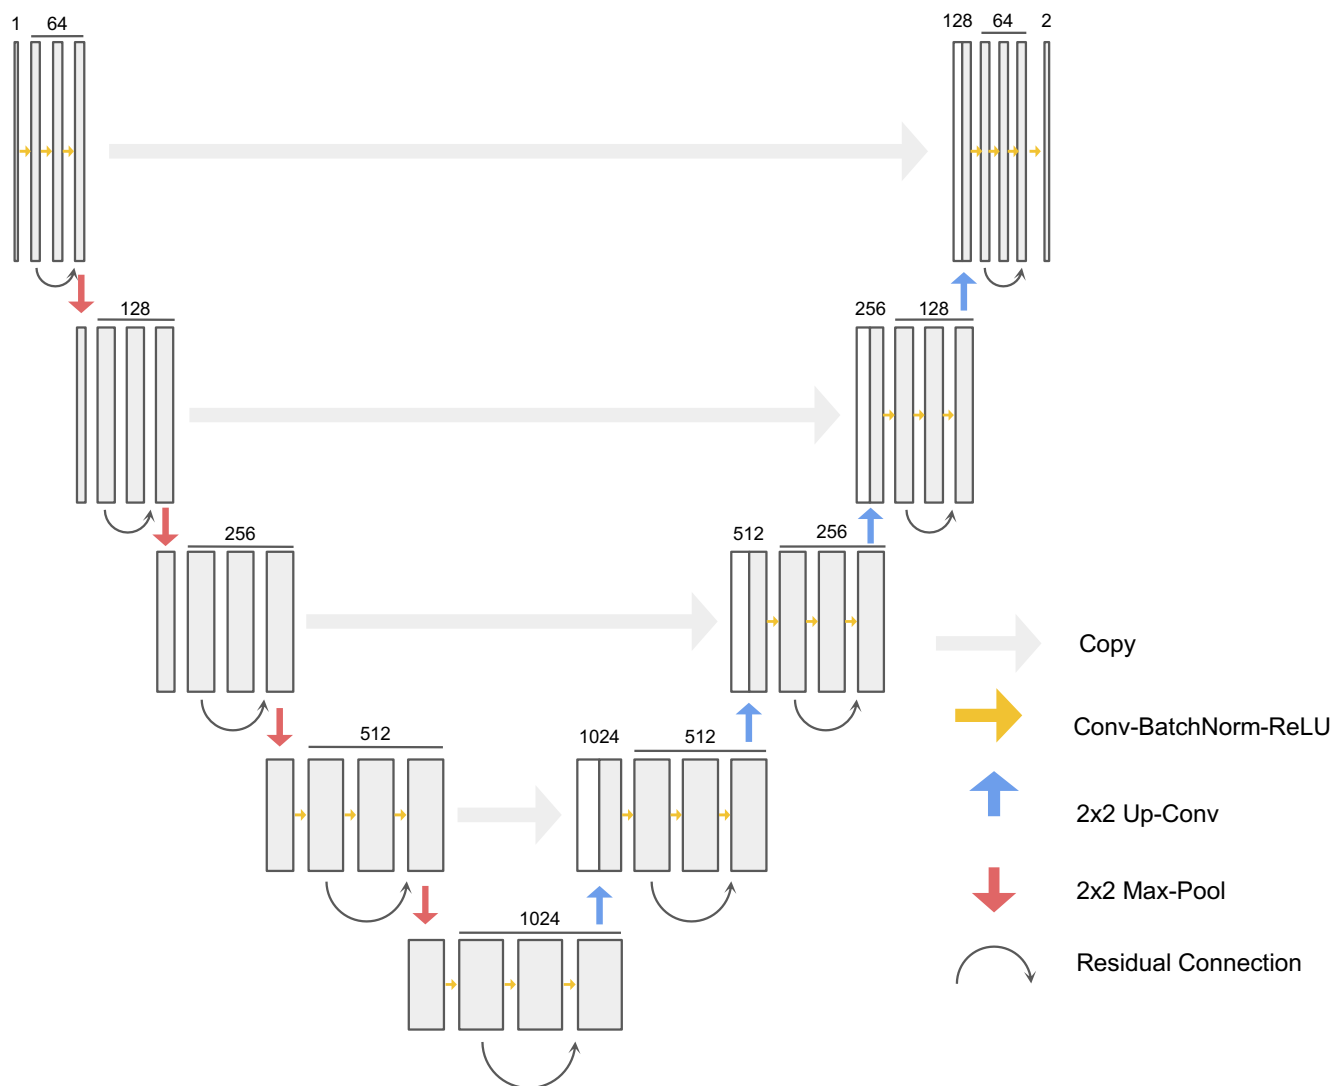 1 64
128 64 2
128
256 128
256
512 256
512
1024 512
1024
Copy
Conv-BatchNorm-ReLU
2x2 Up-Conv
2x2 Max-Pool
Residual Connection